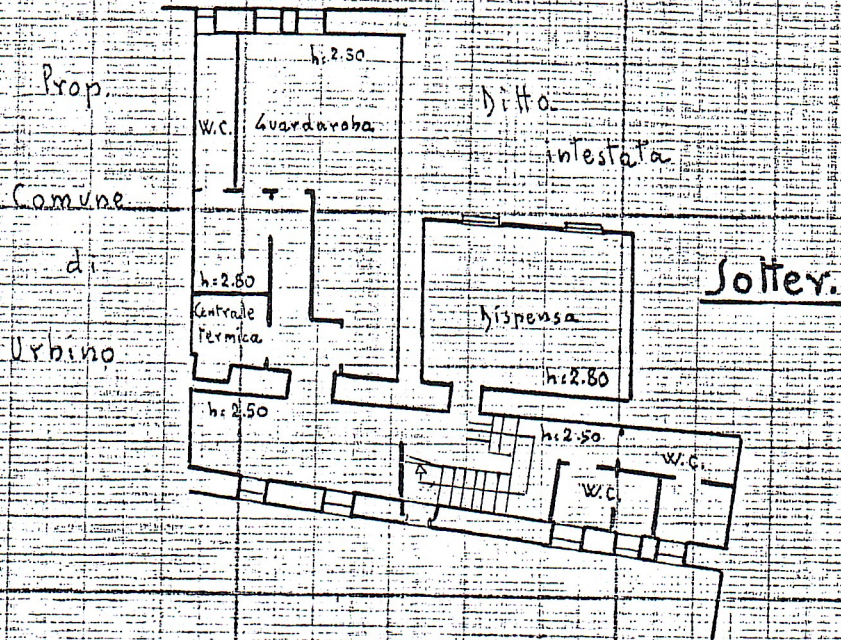 h: 2.50
Prop.
Ditta
intestata
W.C.
Guardaroba
Comune
di
Urbino
Sotter.
h: 2.80
Centrale
Termica
Dispensa
h: 2.80
h: 2.50
h: 2.50
W.C.
W.C.